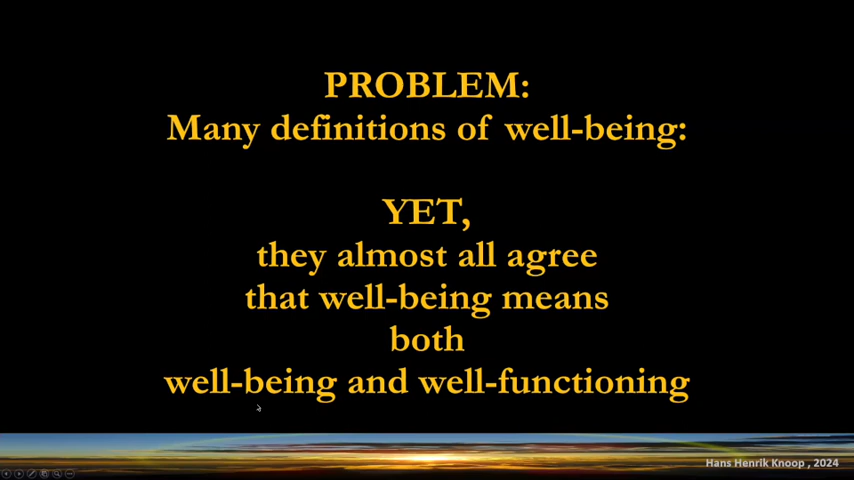 PROBLEM:
Many definitions of well-being:
YET,
they almost all agree
that well-being means
both
well-being and well-functioning
Hans Henrik Knoop , 2024